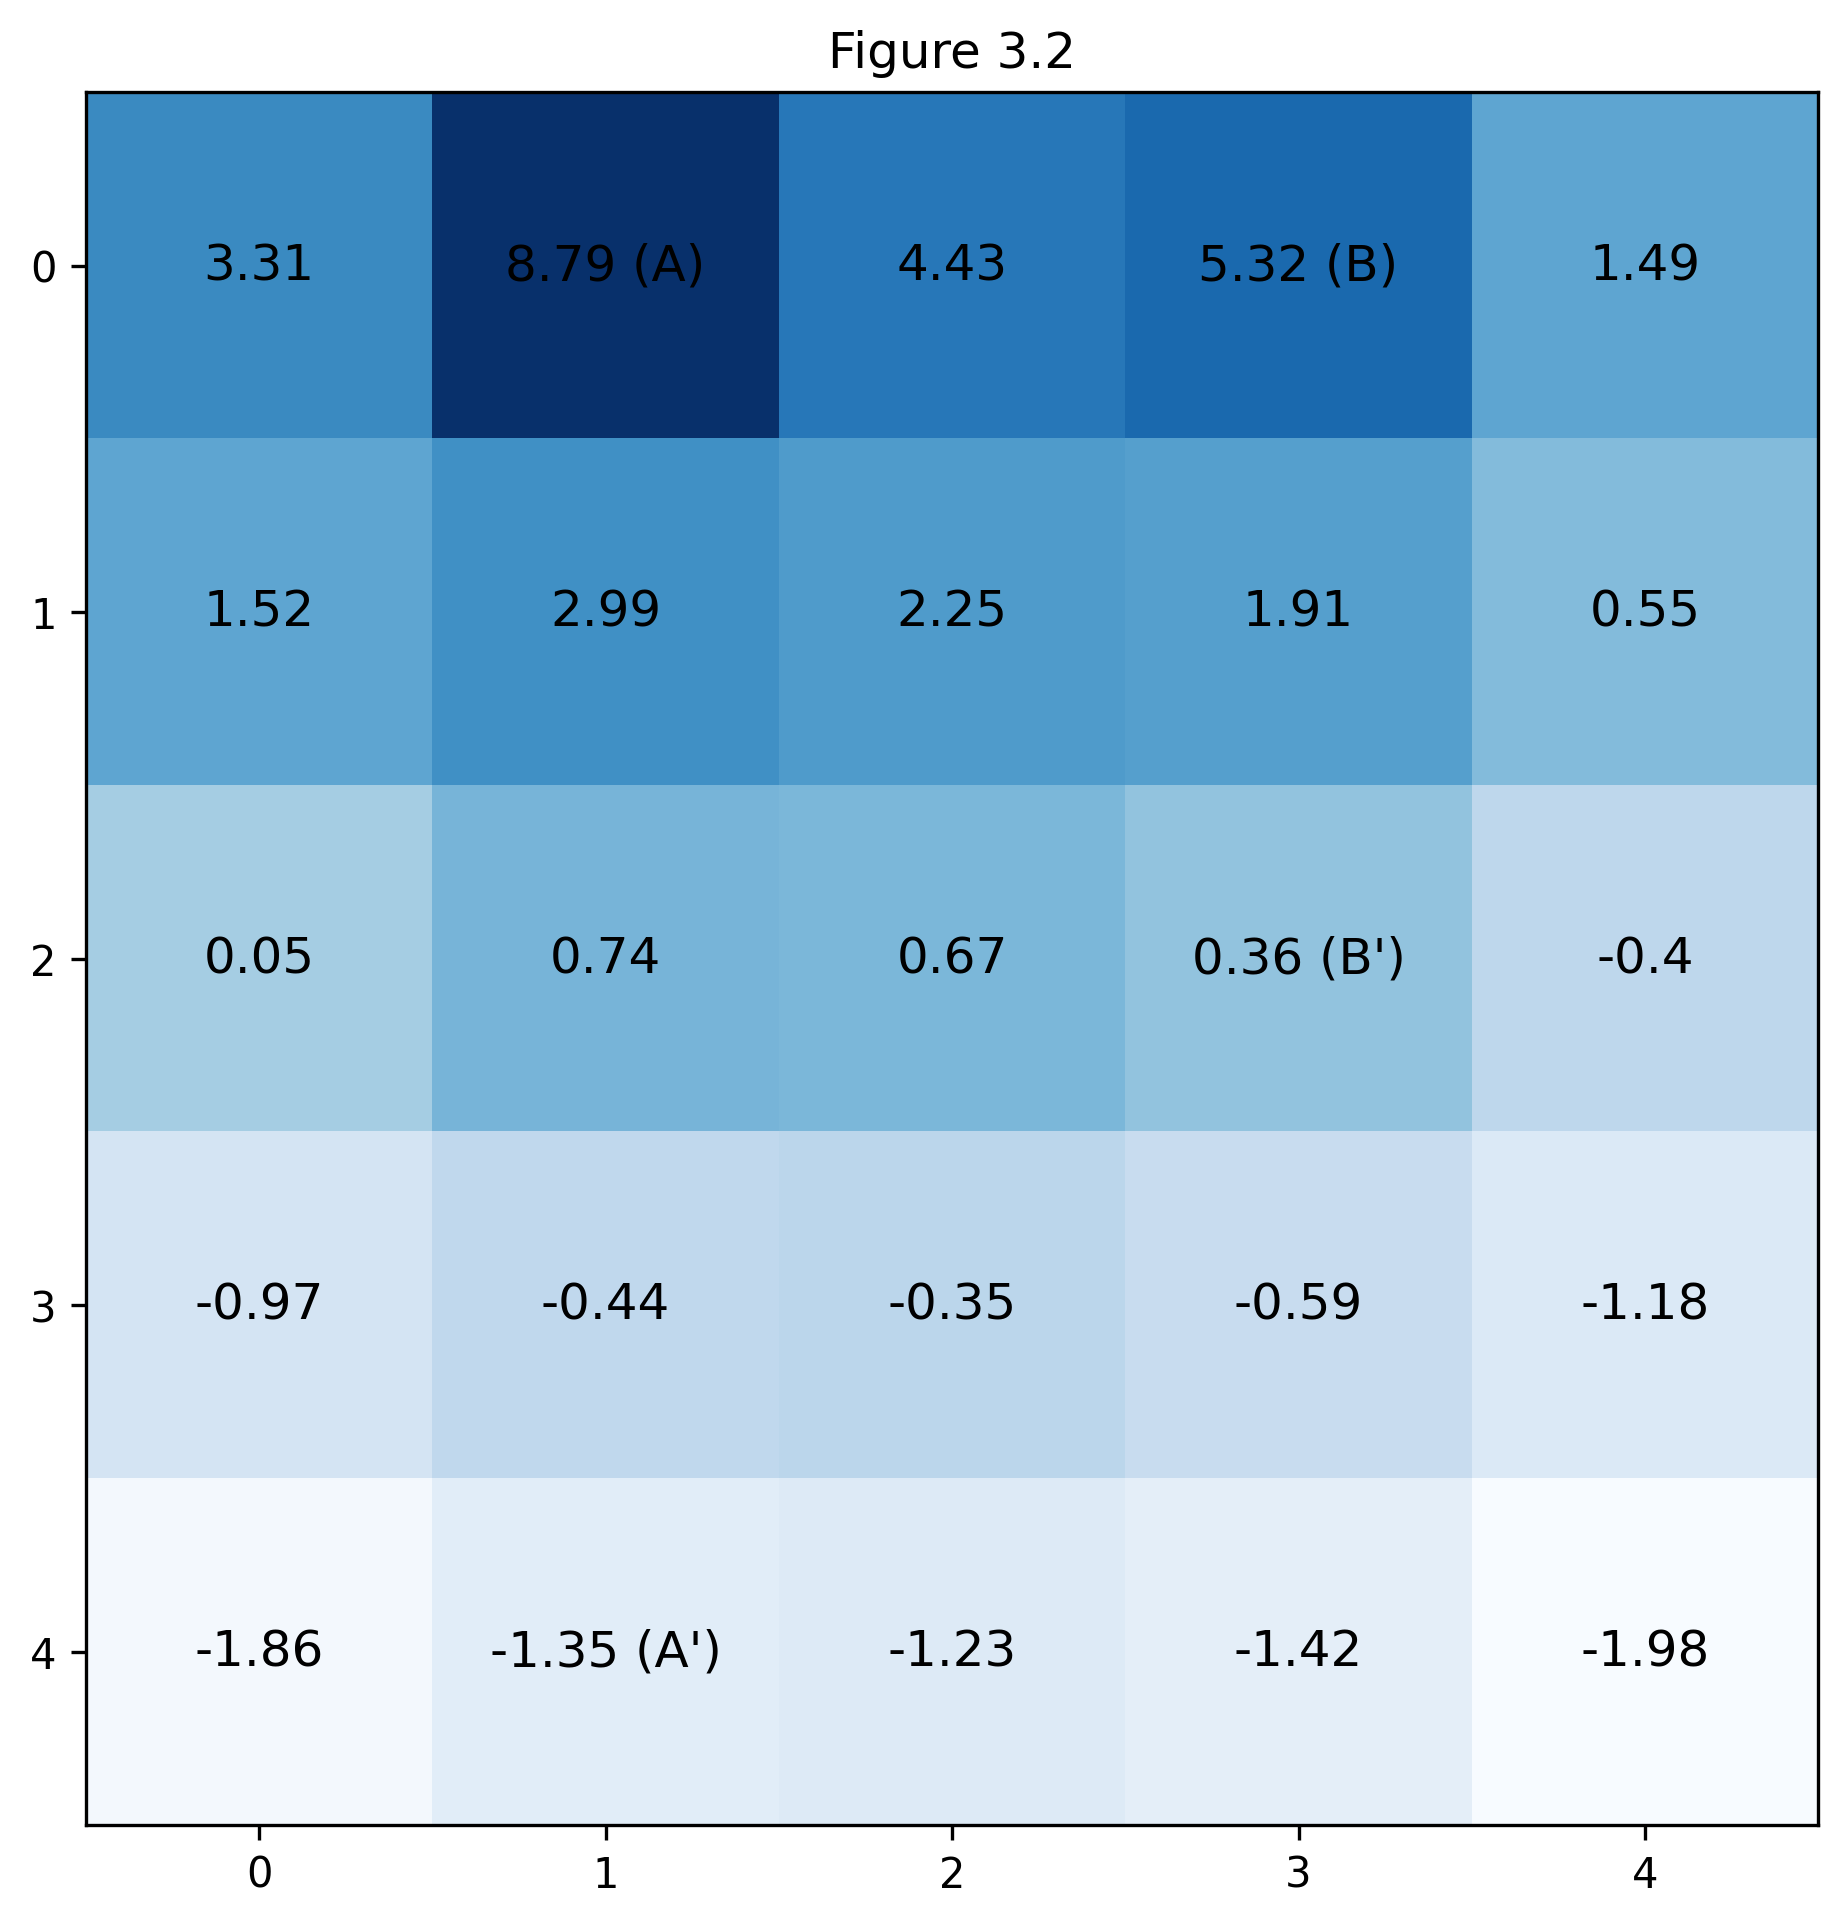 Figure 3.2
0 3.31 8.79 (A) 4.43 5.32 (B) 1.49
1 1.52 2.99 2.25 1.91 0.55
2 0.05 0.74 0.67 0.36 (B') -0.4
3 -0.97 -0.44 -0.35 -0.59 -1.18
4 -1.86 -1.35 (A') -1.23 -1.42 -1.98
0 1 2 3 4